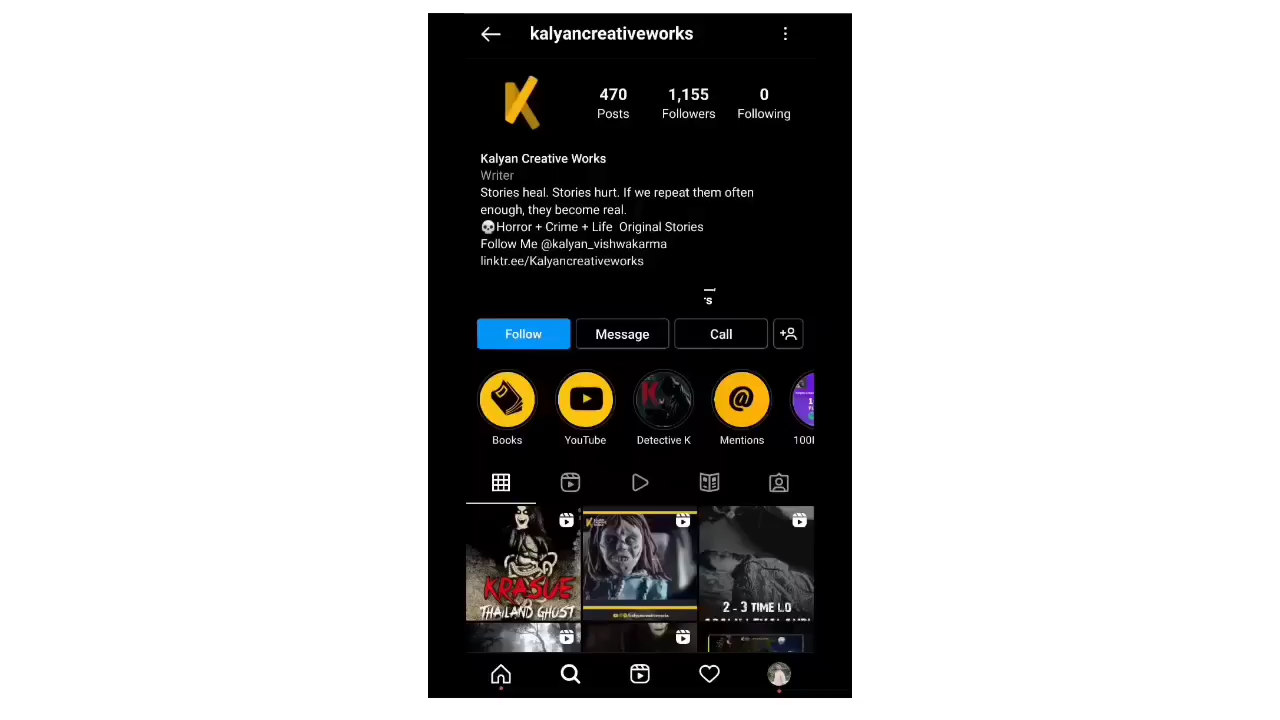 kalyancreativeworks
470 1,155 0
Posts Followers Following
Kalyan Creative Works
Writer
Stories heal. Stories hurt. If we repeat them often
enough, they become real.
💀Horror + Crime + Life Original Stories
Follow Me @kalyan_vishwakarma
linktr.ee/Kalyancreativeworks
Follow Message Call
Books YouTube Detective K Mentions
KRASUE
THAILAND GHOST
2 - 3 TIME LO